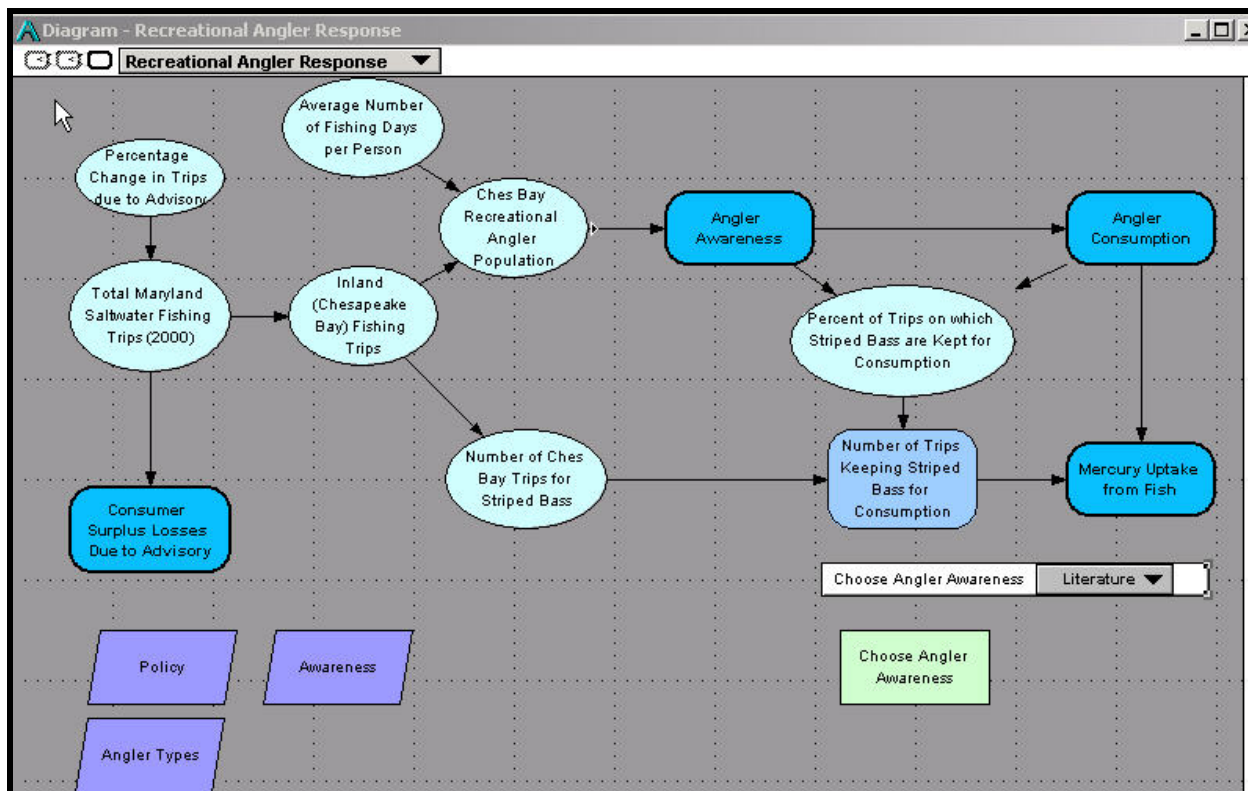 Diagram - Recreational Angler Response
Recreational Angler Response
Average Number
of Fishing Days
per Person
Percentage
Change in Trips
due to Advisory
Ches Bay
Recreational
Angler
Population
Angler
Awareness
Angler
Consumption
Total Maryland
Saltwater Fishing
Trips (2000)
Inland
(Chesapeake
Bay) Fishing
Trips
Percent of Trips on which
Striped Bass are Kept for
Consumption
Number of Ches
Bay Trips for
Striped Bass
Number of Trips
Keeping Striped
Bass for
Consumption
Mercury Uptake
from Fish
Consumer
Surplus Losses
Due to Advisory
Choose Angler Awareness Literature
Policy
Awareness
Choose Angler
Awareness
Angler Types